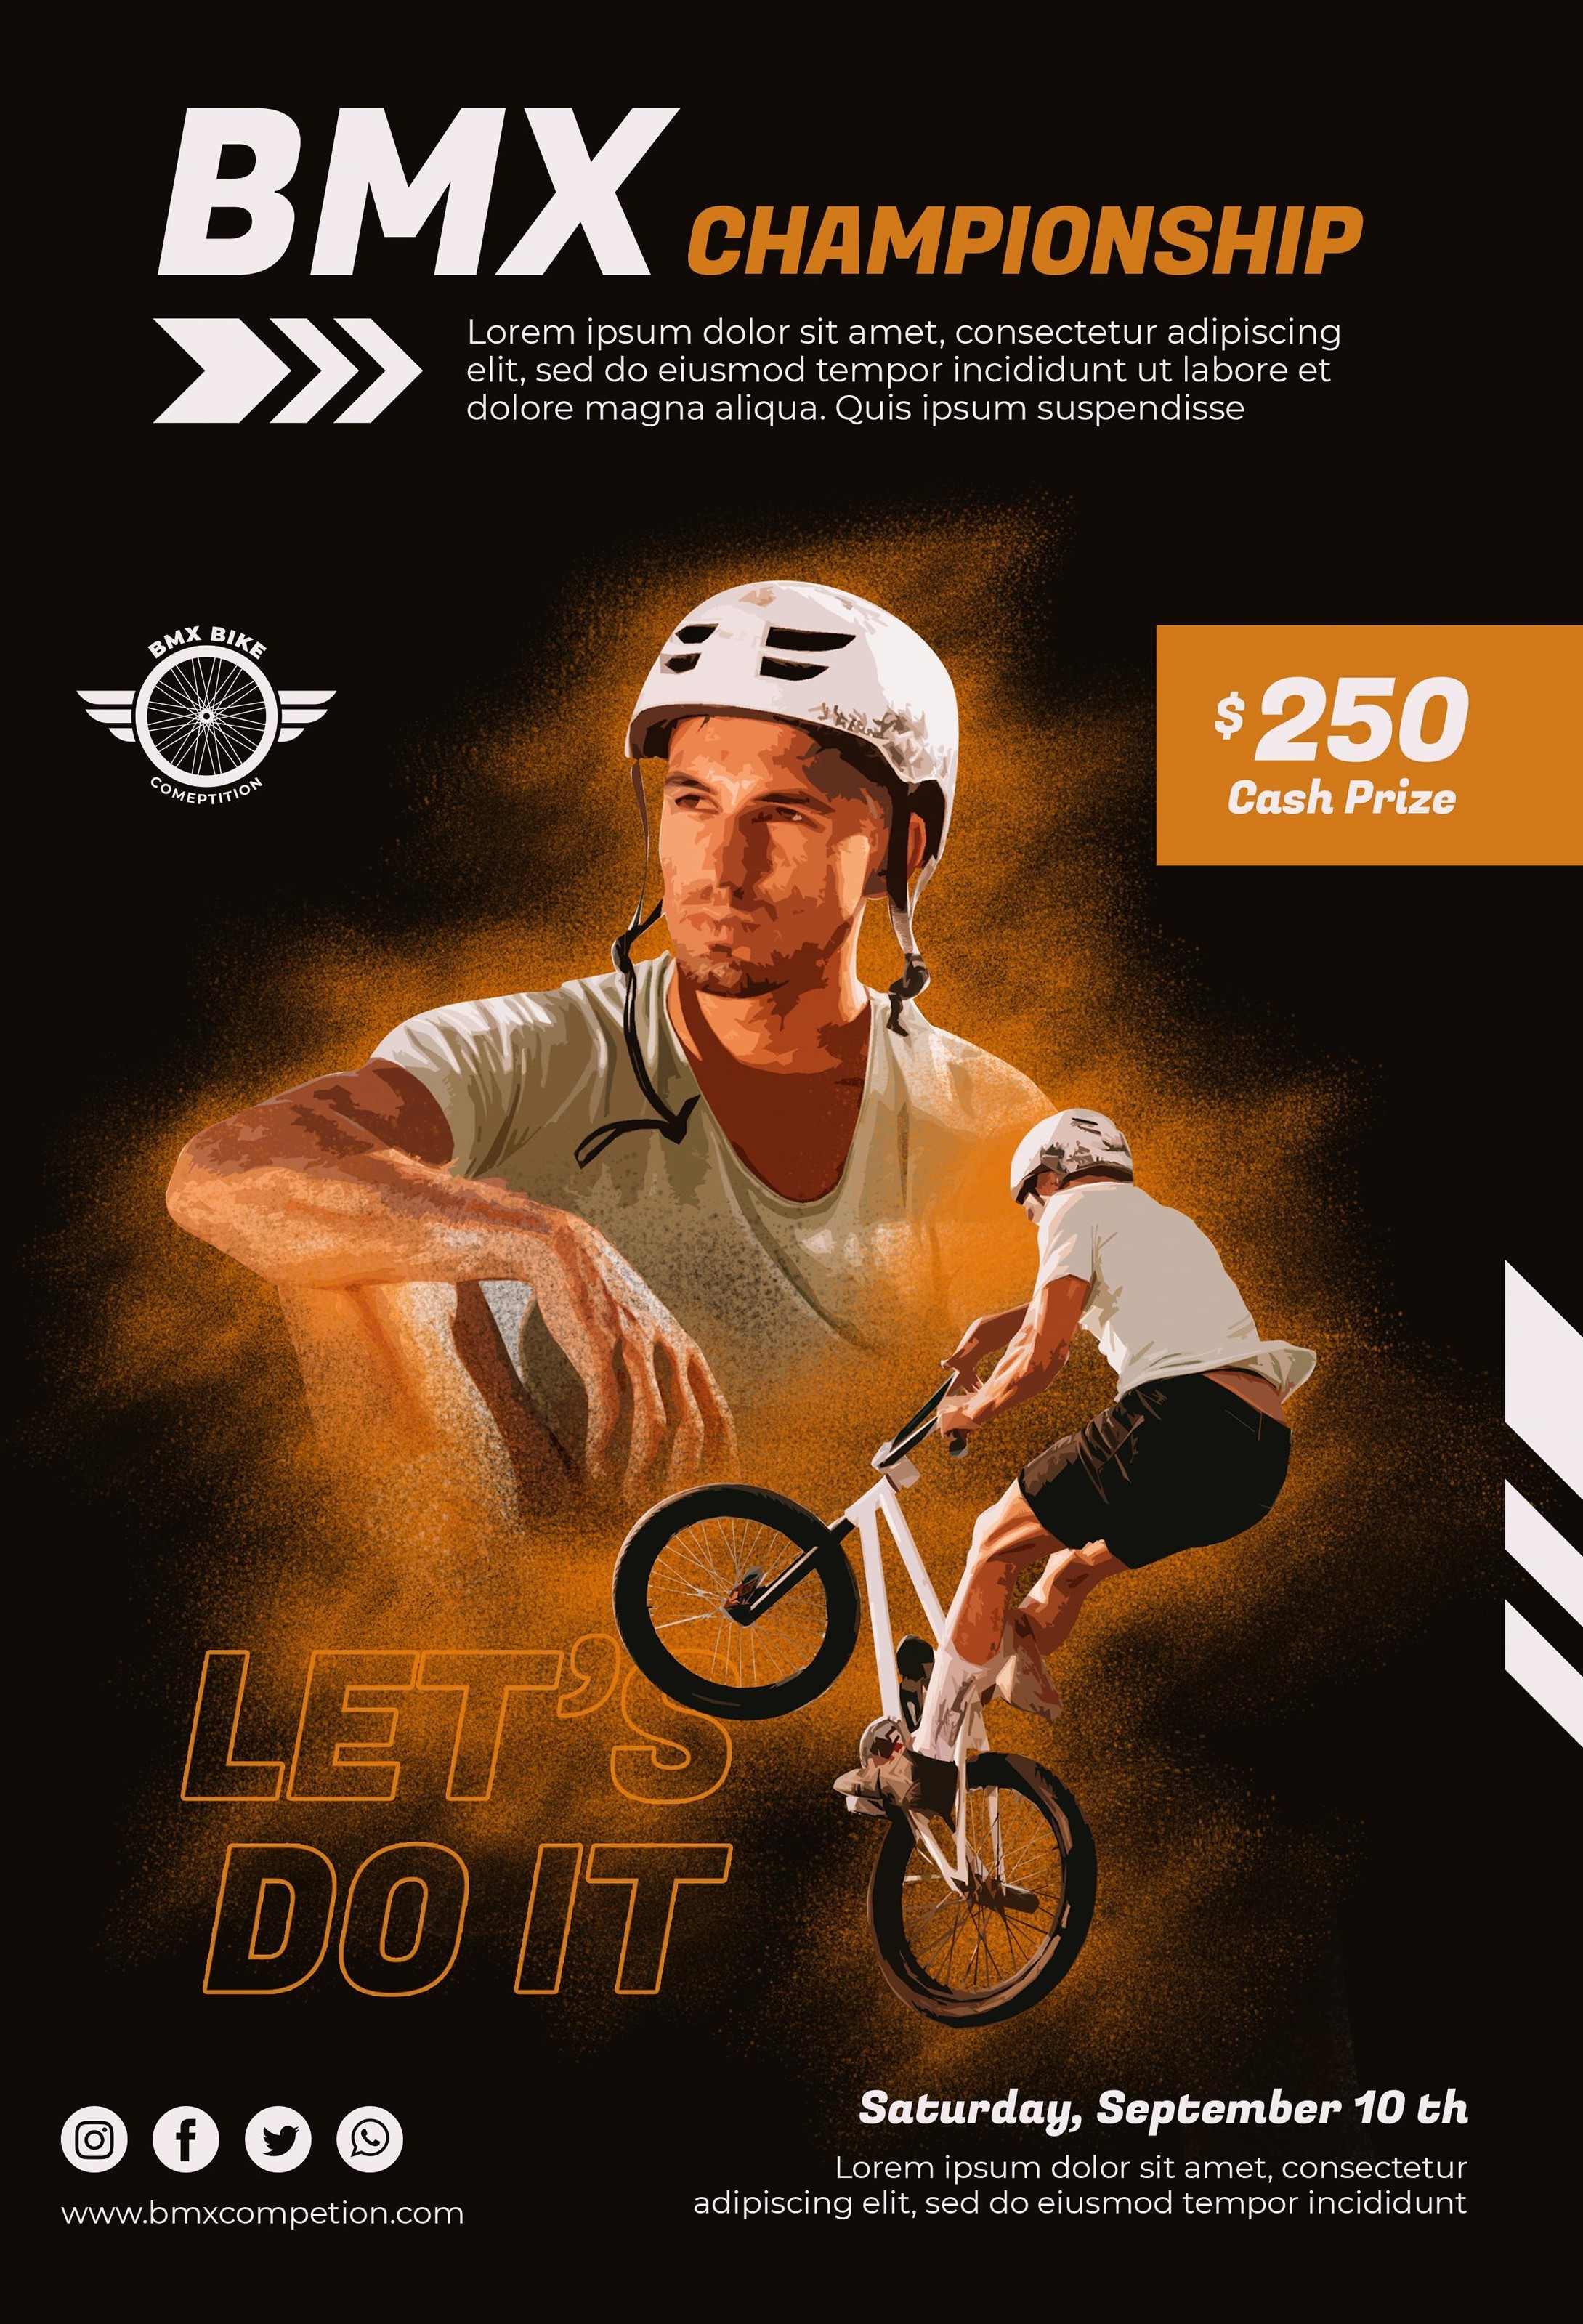 BMX CHAMPIONSHIP
Lorem ipsum dolor sit amet, consectetur adipiscing
elit, sed do eiusmod tempor incididunt ut labore et
dolore magna aliqua. Quis ipsum suspendisse
BMX BIKE
COMEPTITION
$250
Cash Prize
LET'S
DO IT
Saturday, September 10 th
Lorem ipsum dolor sit amet, consectetur
adipiscing elit, sed do eiusmod tempor incididunt
www.bmxcompetion.com